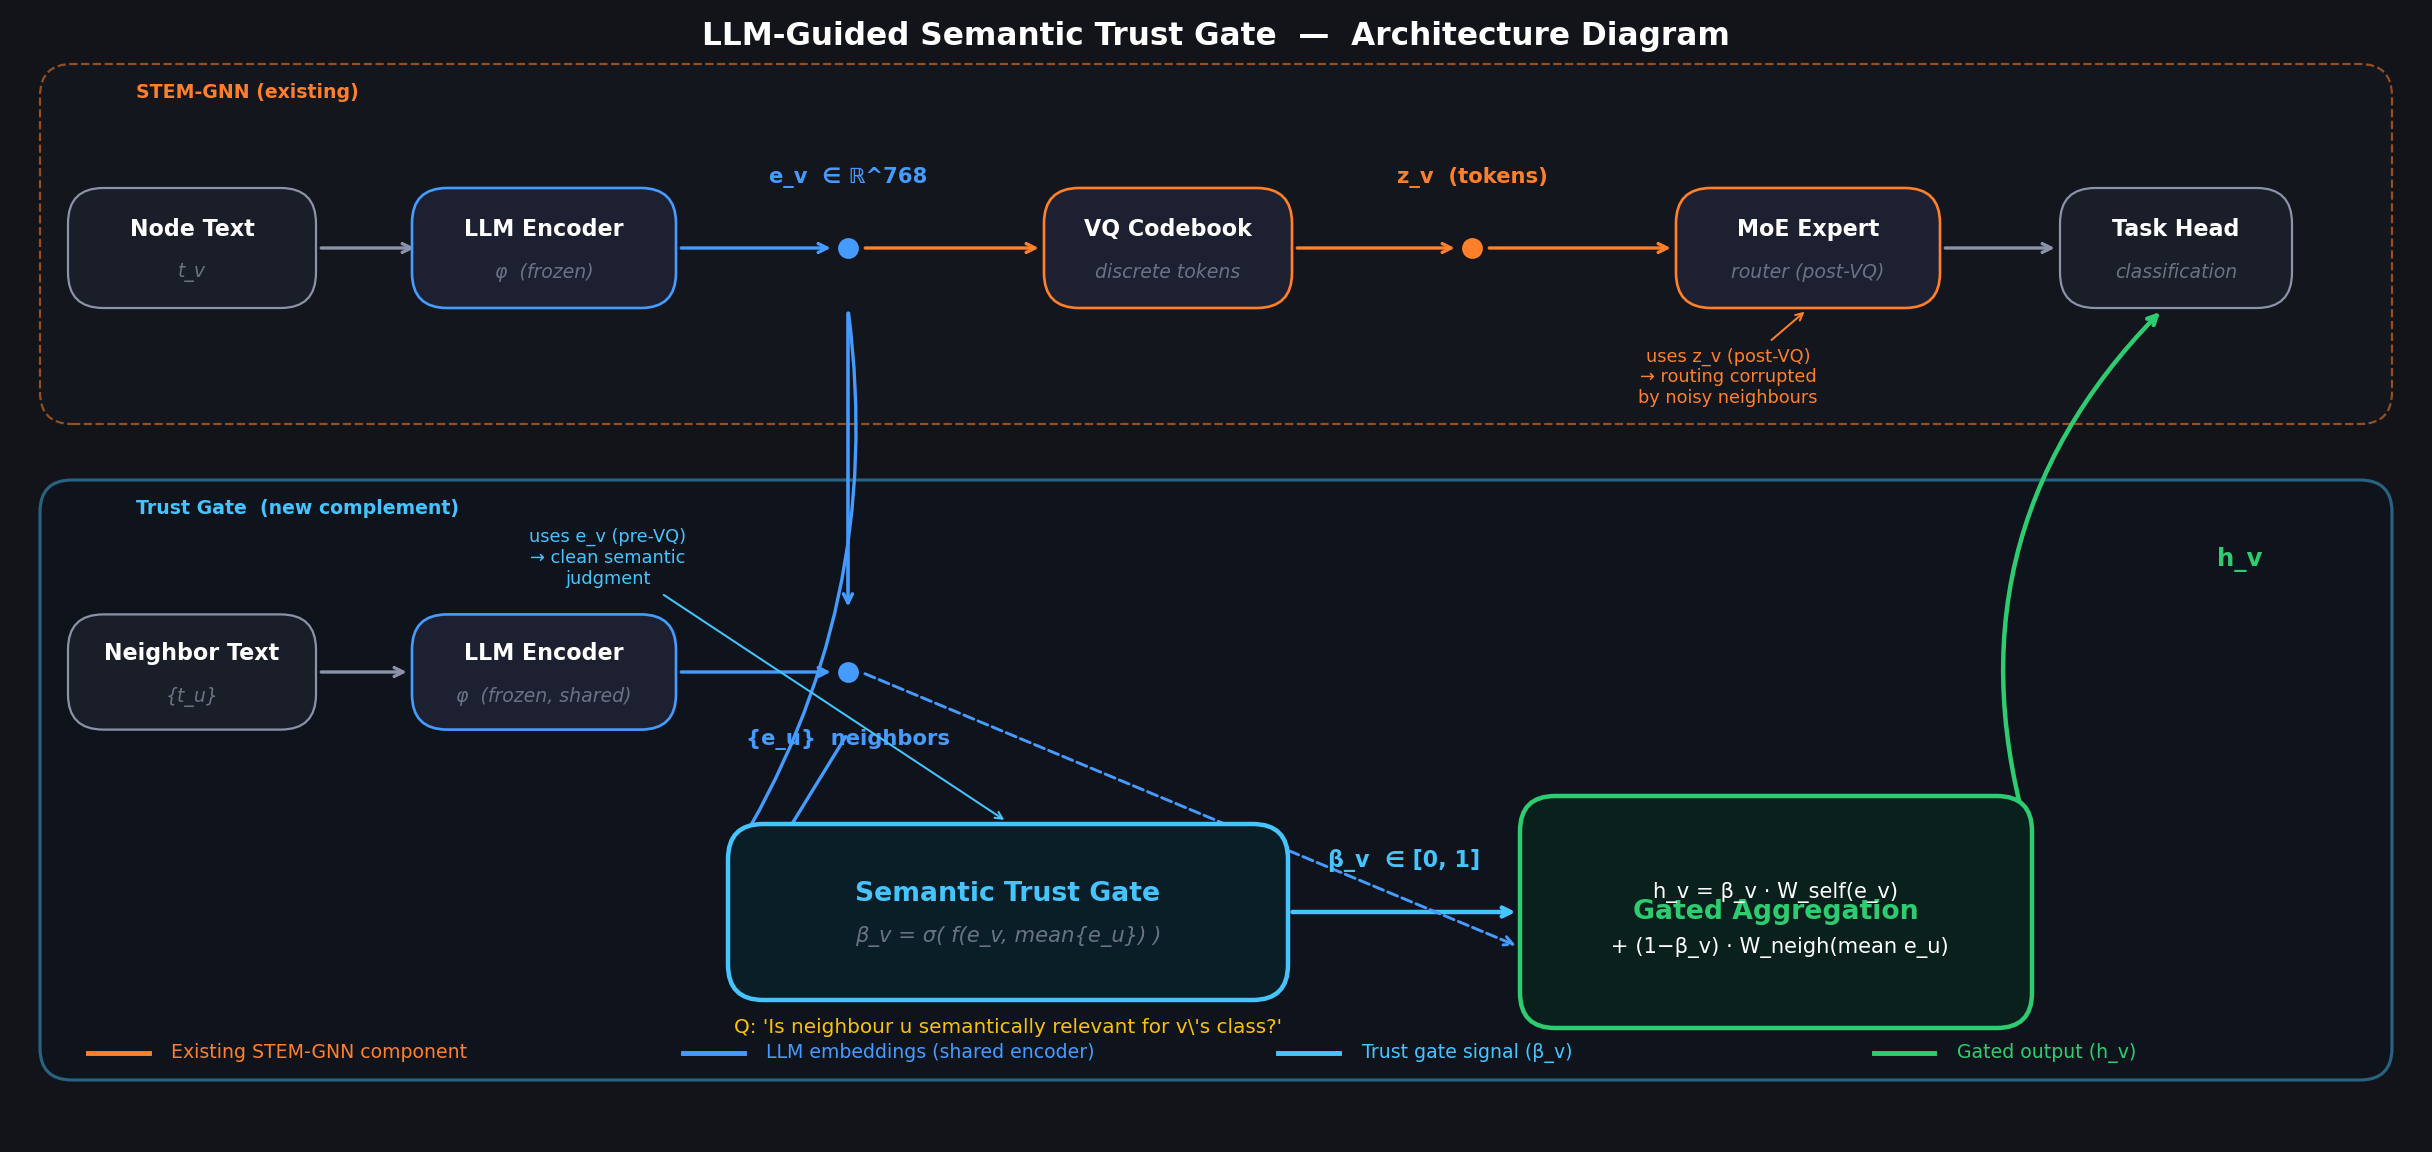 LLM-Guided Semantic Trust Gate — Architecture Diagram
STEM-GNN (existing)
e_v ∈ ℝ^768
z_v (tokens)
Node Text
t_v
LLM Encoder
φ (frozen)
VQ Codebook
discrete tokens
MoE Expert
router (post-VQ)
Task Head
classification
uses z_v (post-VQ)
→ routing corrupted
by noisy neighbours
Trust Gate (new complement)
uses e_v (pre-VQ)
→ clean semantic
judgment
h_v
Neighbor Text
{t_u}
LLM Encoder
φ (frozen, shared)
{e_u} neighbors
β_v ∈ [0, 1]
Semantic Trust Gate
β_v = σ( f(e_v, mean{e_u}) )
h_v = β_v · W_self(e_v)
Gated Aggregation
+ (1−β_v) · W_neigh(mean e_u)
Q: 'Is neighbour u semantically relevant for v\'s class?'
Existing STEM-GNN component
LLM embeddings (shared encoder)
Trust gate signal (β_v)
Gated output (h_v)